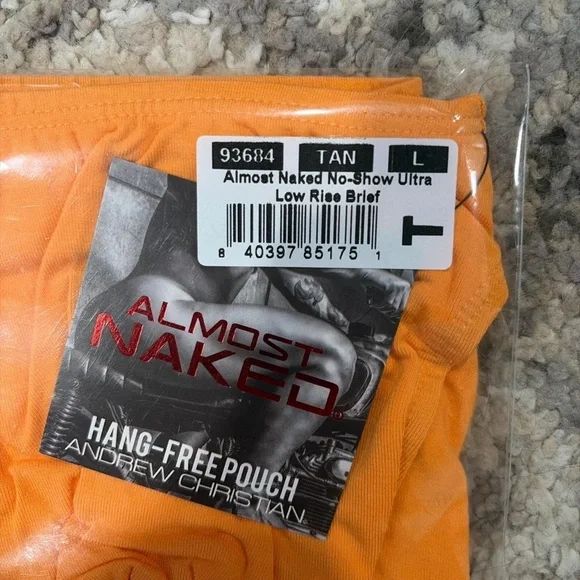 93684 TAN L
Almost Naked No-Show Ultra
Low Rise Brief
8 40397 85175 1
T
ALMOST
NAKED
HANG-FREE POUCH
ANDREW CHRISTIAN